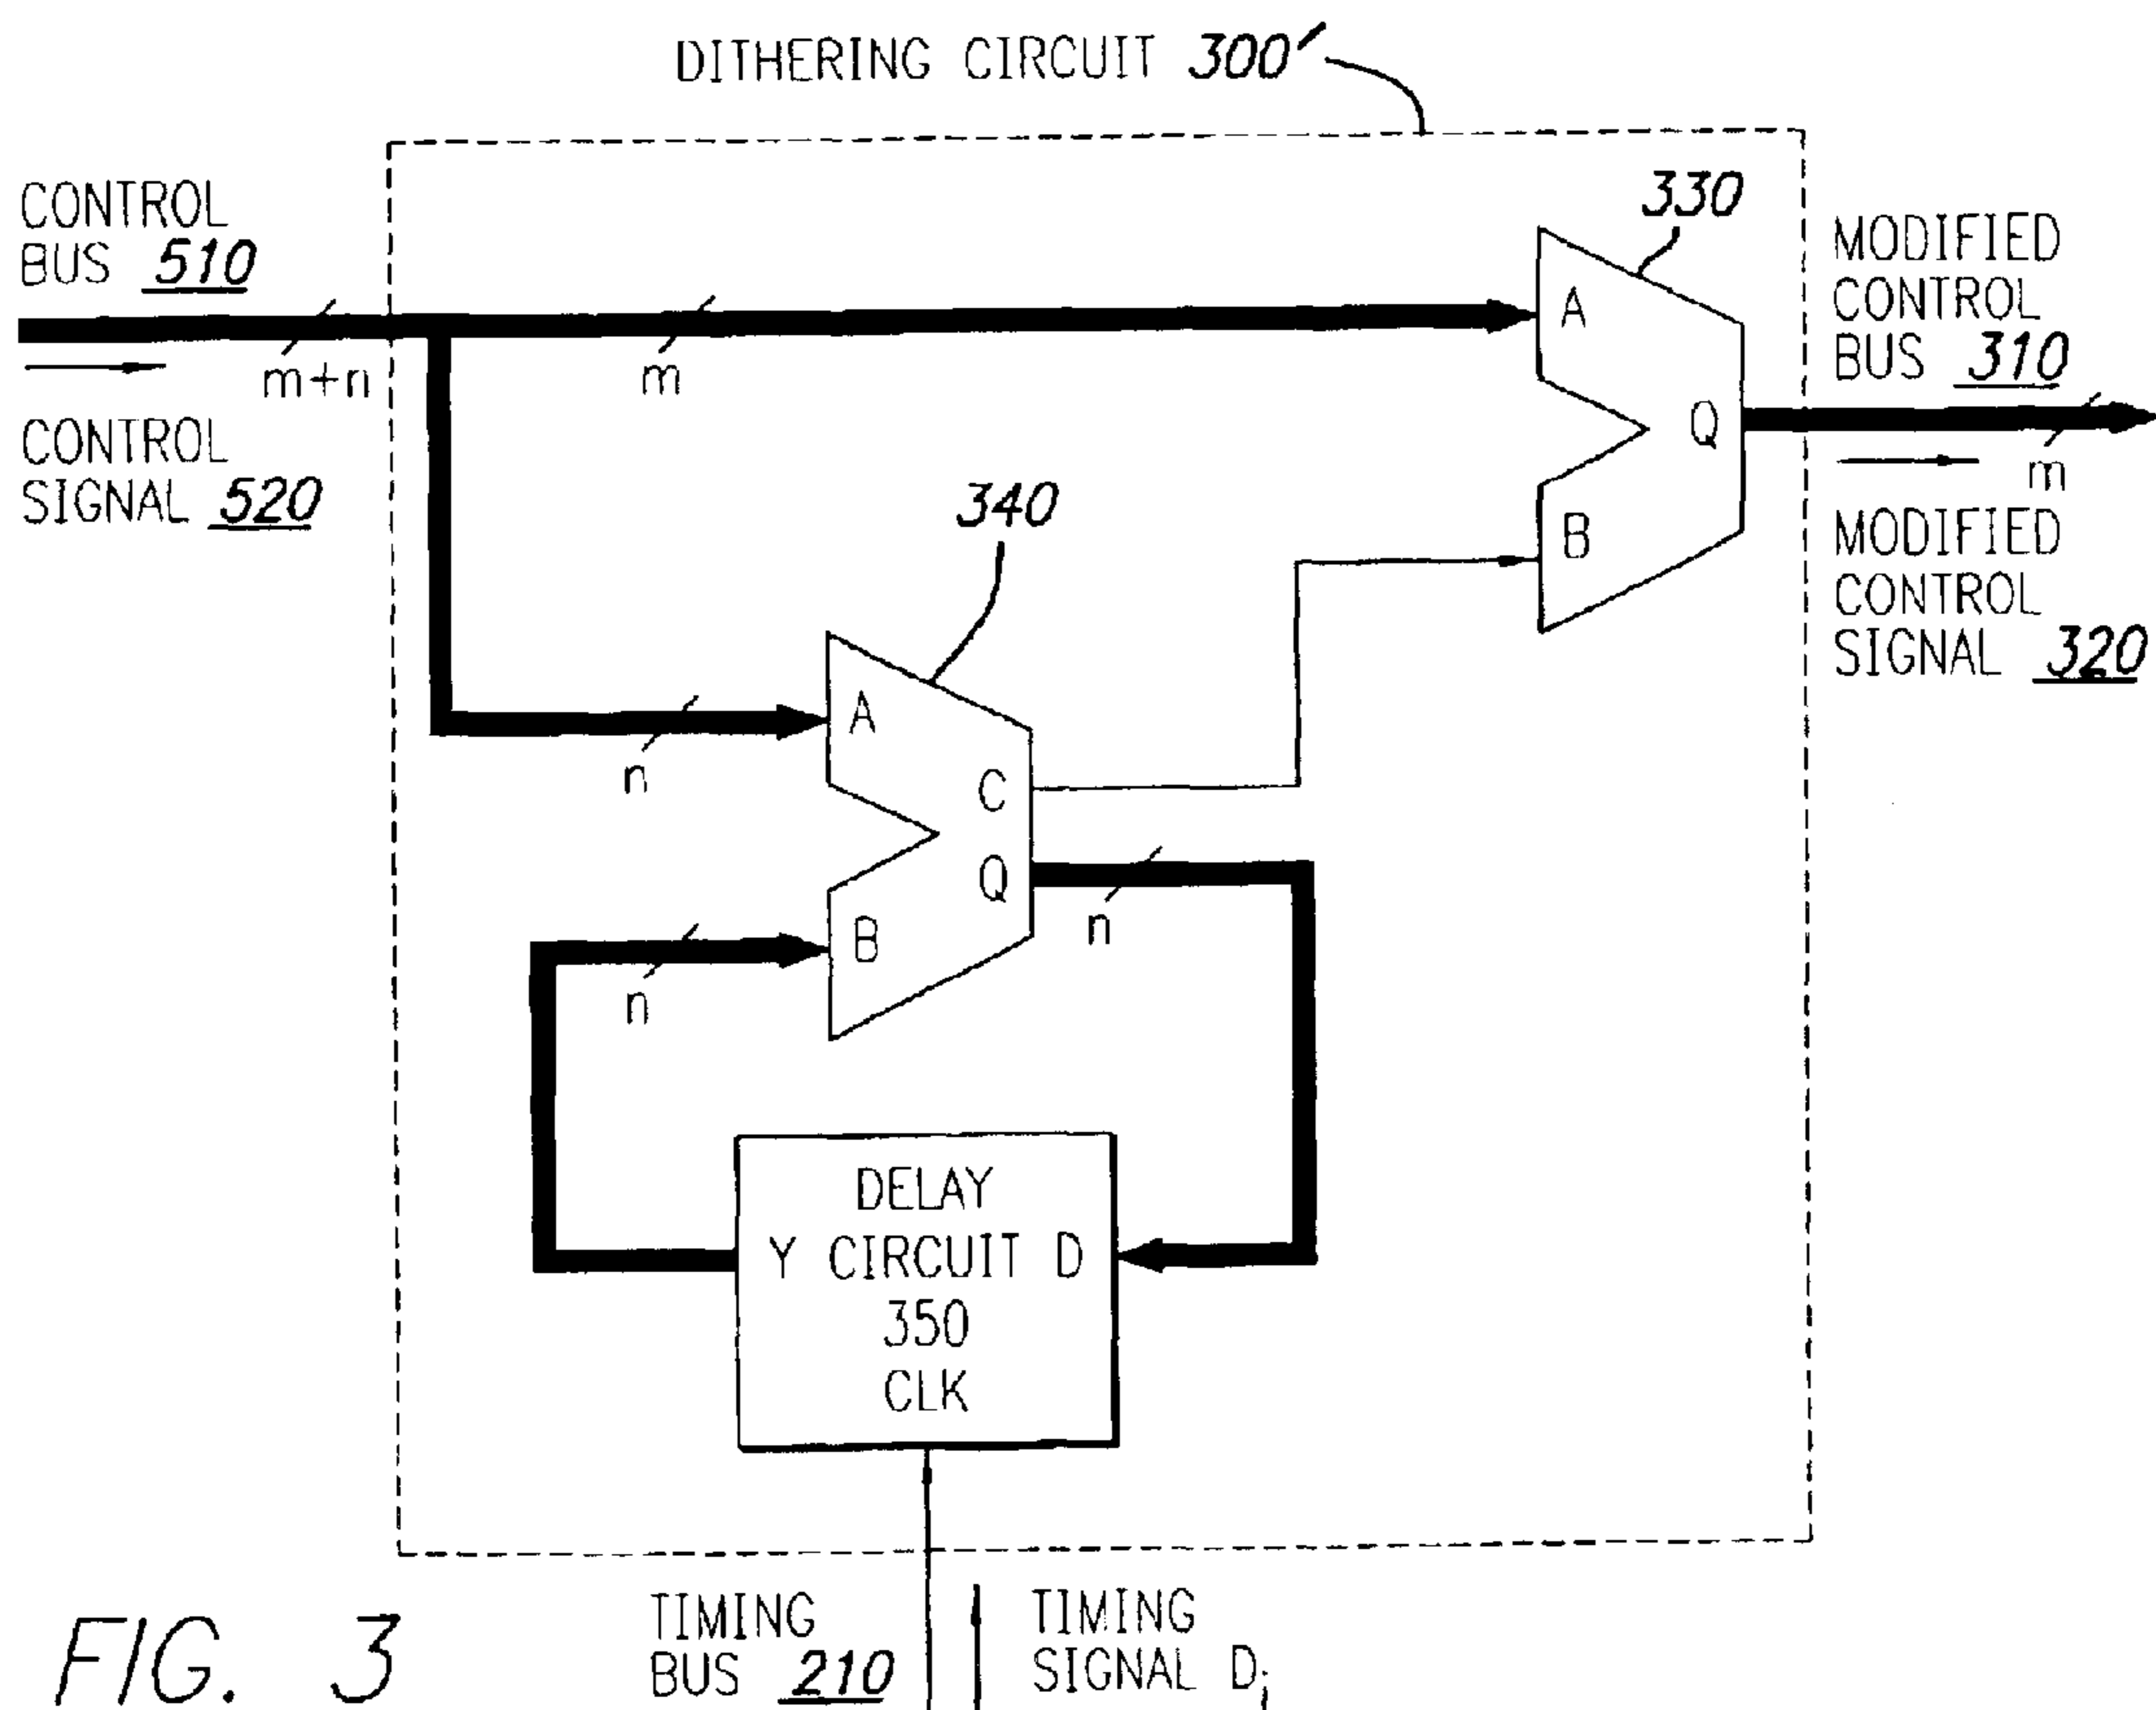 DITHERING CIRCUIT 300'
CONTROL
BUS 510
m+n
CONTROL
SIGNAL 520
m
330
A
B
Q
MODIFIED
CONTROL
BUS 310
m
MODIFIED
CONTROL
SIGNAL 320
340
n
A
C
Q
B
n
n
DELAY
Y CIRCUIT D
350
CLK
FIG. 3
TIMING
BUS 210
TIMING
SIGNAL Di